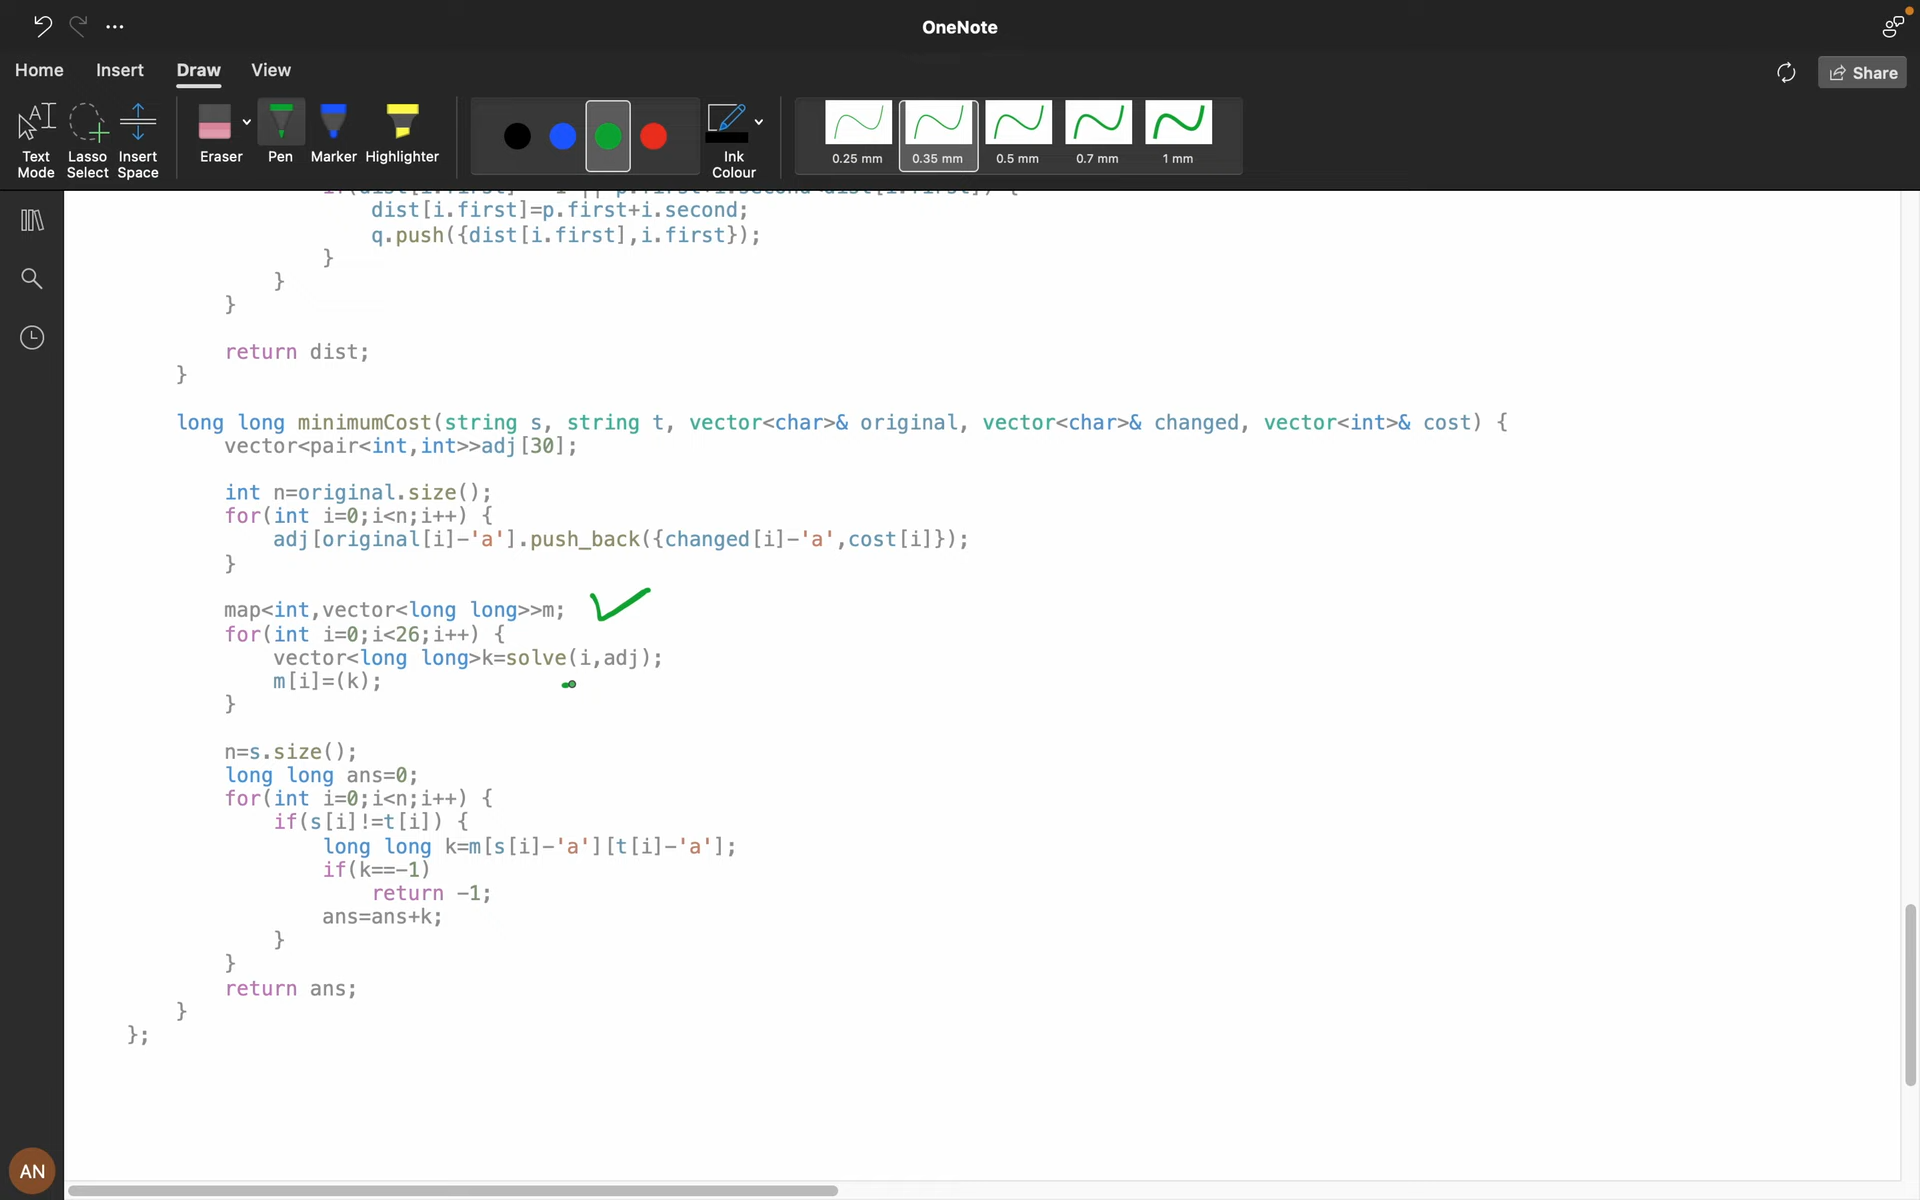 OneNote
Home Insert Draw View
Share
Text Mode
Lasso Select
Insert Space
Eraser
Pen
Marker
Highlighter
Ink Colour
0.25 mm
0.35 mm
0.5 mm
0.7 mm
1 mm
dist[i.first]=p.first+i.second;
q.push({dist[i.first],i.first});
}
}
}
return dist;
}
long long minimumCost(string s, string t, vector<char>& original, vector<char>& changed, vector<int>& cost) {
vector<pair<int,int>>adj[30];
int n=original.size();
for(int i=0;i<n;i++) {
adj[original[i]-'a'].push_back({changed[i]-'a',cost[i]});
}
map<int,vector<long long>>m;
for(int i=0;i<26;i++) {
vector<long long>k=solve(i,adj);
m[i]=(k);
}
n=s.size();
long long ans=0;
for(int i=0;i<n;i++) {
if(s[i]!=t[i]) {
long long k=m[s[i]-'a'][t[i]-'a'];
if(k==-1)
return -1;
ans=ans+k;
}
}
return ans;
}
};
AN